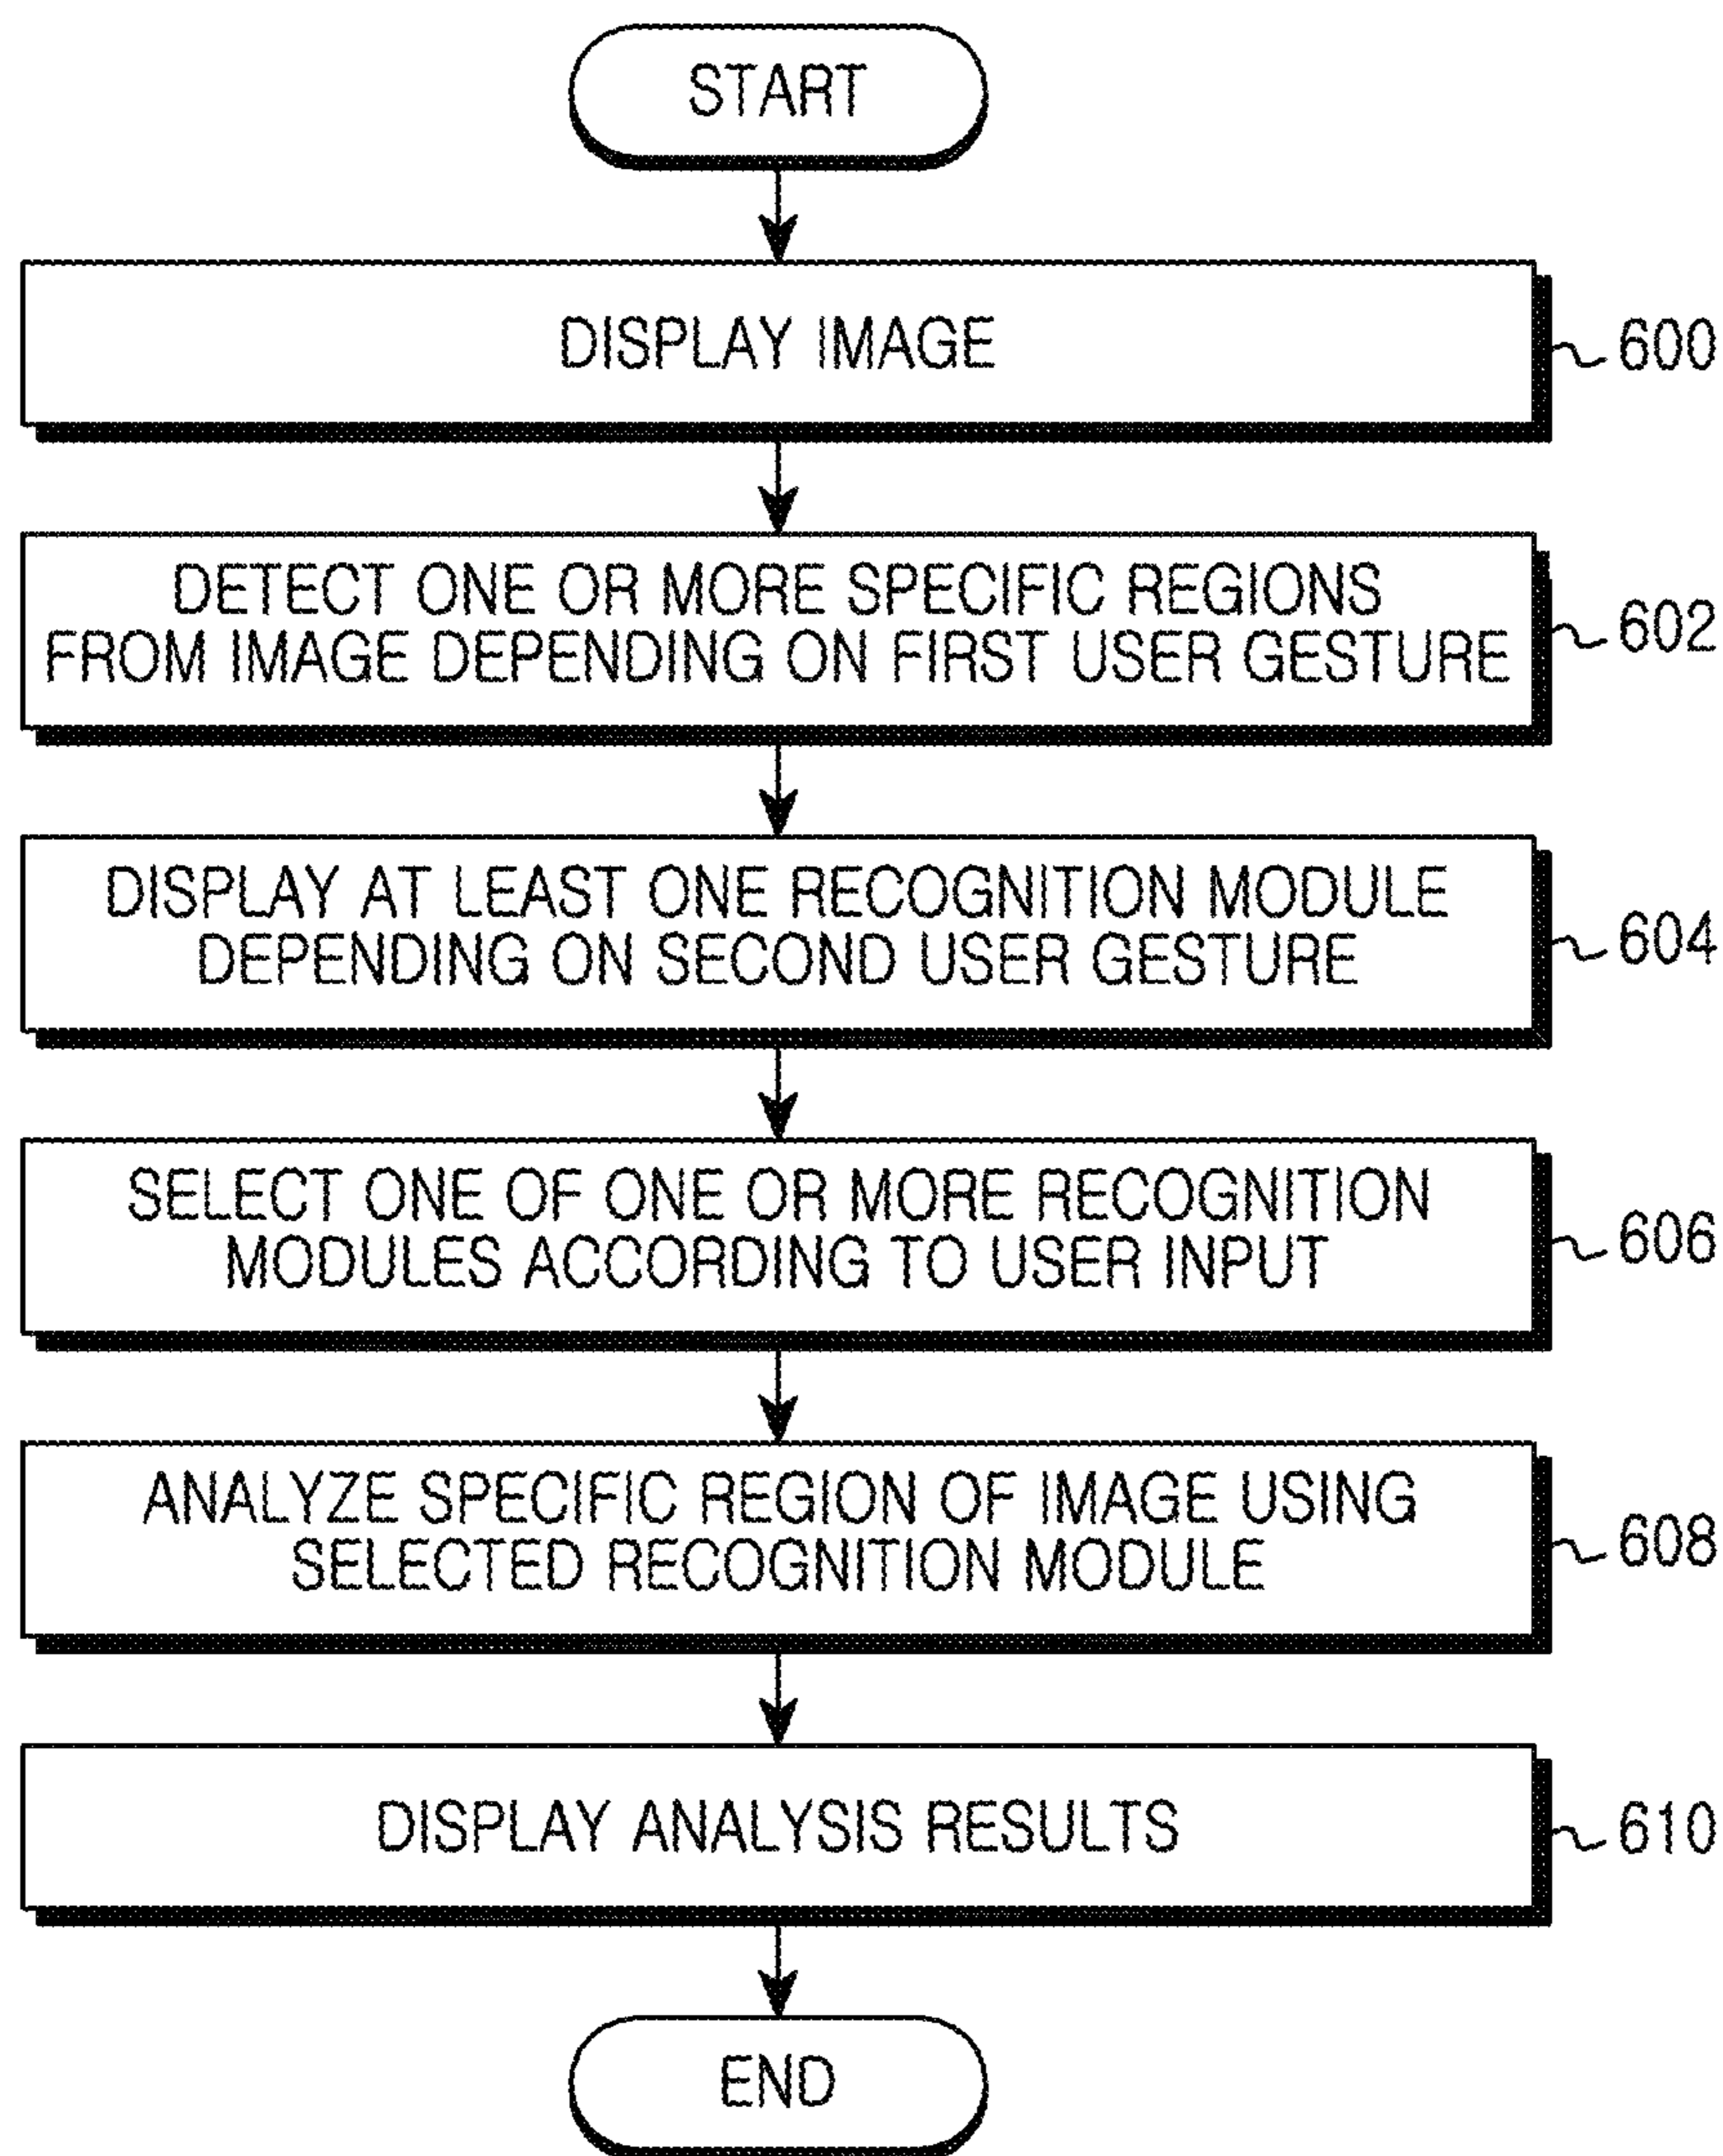 START
DISPLAY IMAGE
600
DETECT ONE OR MORE SPECIFIC REGIONS
FROM IMAGE DEPENDING ON FIRST USER GESTURE
602
DISPLAY AT LEAST ONE RECOGNITION MODULE
DEPENDING ON SECOND USER GESTURE
604
SELECT ONE OF ONE OR MORE RECOGNITION
MODULES ACCORDING TO USER INPUT
606
ANALYZE SPECIFIC REGION OF IMAGE USING
SELECTED RECOGNITION MODULE
608
DISPLAY ANALYSIS RESULTS
610
END